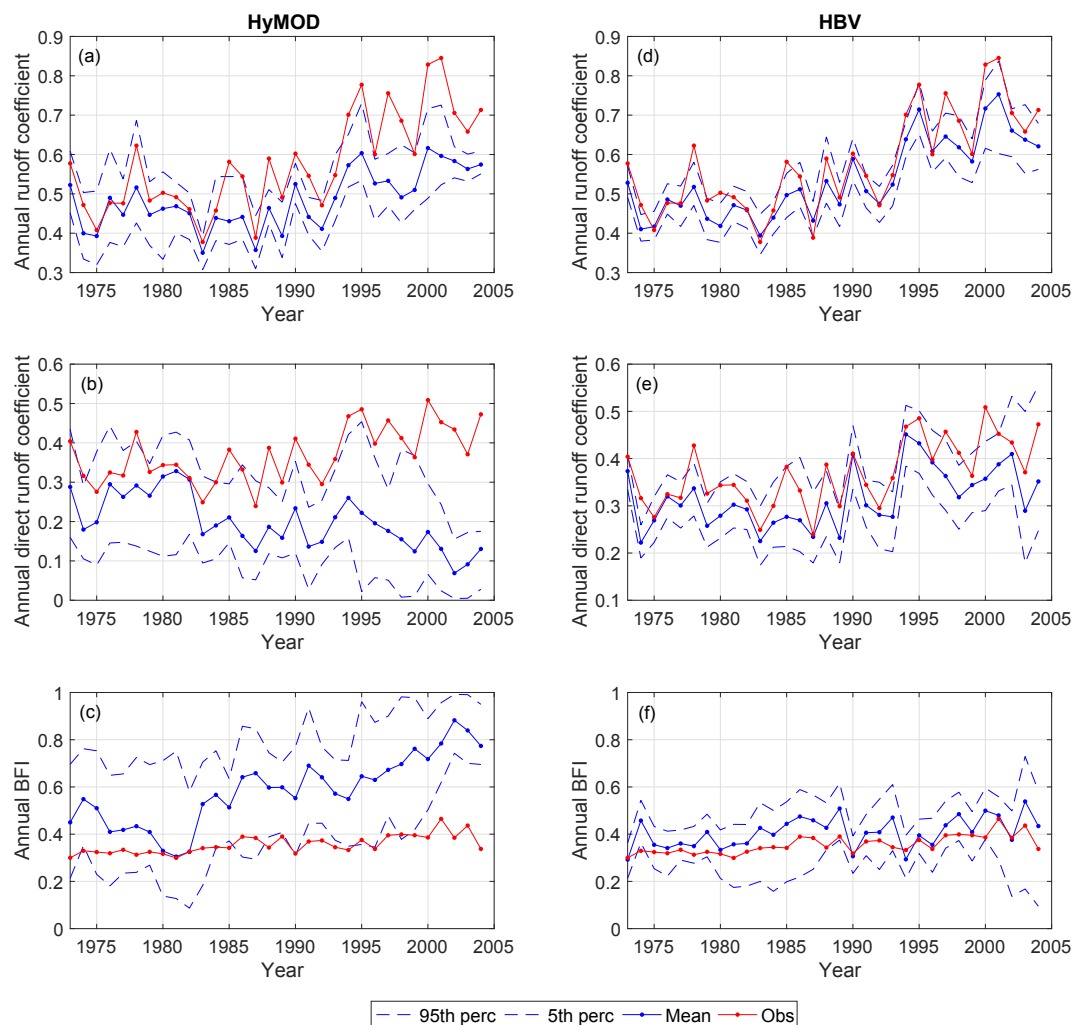 HyMOD
HBV
(a)
Annual runoff coefficient
0.9
0.8
0.7
0.6
0.5
0.4
0.3
1975 1980 1985 1990 1995 2000 2005
Year
(d)
Annual runoff coefficient
0.9
0.8
0.7
0.6
0.5
0.4
0.3
1975 1980 1985 1990 1995 2000 2005
Year
(b)
Annual direct runoff coefficient
0.6
0.5
0.4
0.3
0.2
0.1
0
1975 1980 1985 1990 1995 2000 2005
Year
(e)
Annual direct runoff coefficient
0.6
0.5
0.4
0.3
0.2
0.1
1975 1980 1985 1990 1995 2000 2005
Year
(c)
Annual BFI
1
0.8
0.6
0.4
0.2
0
1975 1980 1985 1990 1995 2000 2005
Year
(f)
Annual BFI
1
0.8
0.6
0.4
0.2
0
1975 1980 1985 1990 1995 2000 2005
Year
95th perc 5th perc Mean Obs